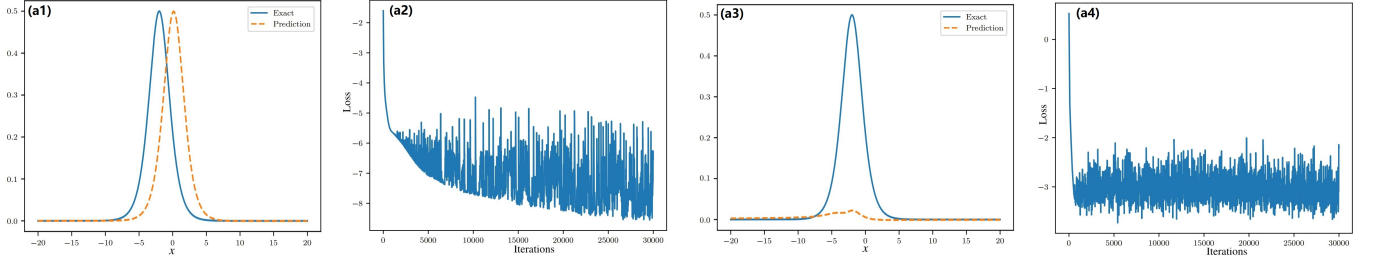 (a1)
Exact
Prediction
0.5
0.4
0.3
0.2
0.1
0.0
−20 −15 −10 −5 0 5 10 15 20
x
(a2)
Loss
−2
−3
−4
−5
−6
−7
−8
0 5000 10000 15000 20000 25000 30000
Iterations
(a3)
Exact
Prediction
0.5
0.4
0.3
0.2
0.1
0.0
−20 −15 −10 −5 0 5 10 15 20
x
(a4)
Loss
0
−1
−2
−3
0 5000 10000 15000 20000 25000 30000
Iterations